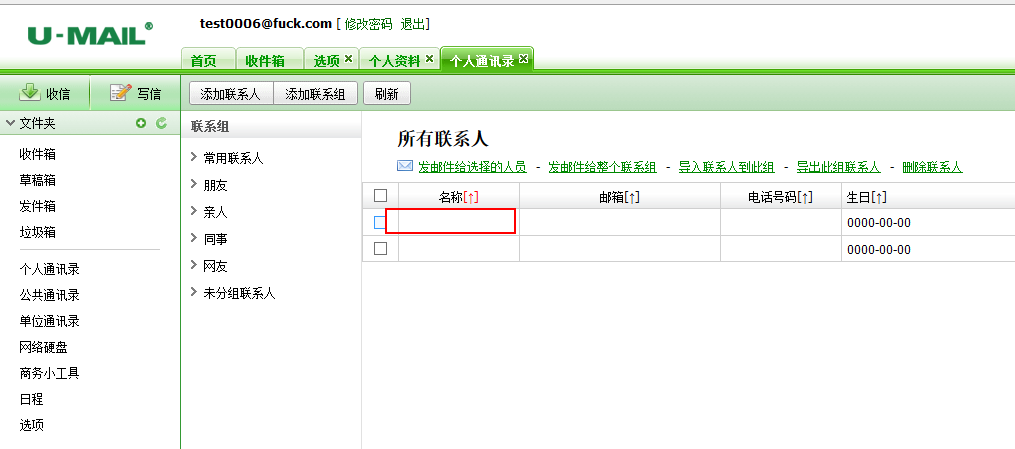 U-MAIL®
test0006@fuck.com [ 修改密码 退出]
首页 收件箱 选项 个人资料 个人通讯录
收信 写信
添加联系人 添加联系组 刷新
文件夹
收件箱
草稿箱
发件箱
垃圾箱
个人通讯录
公共通讯录
单位通讯录
网络硬盘
商务小工具
日程
选项
联系组
常用联系人
朋友
亲人
同事
网友
未分组联系人
所有联系人
发邮件给选择的人员 - 发邮件给整个联系组 - 导入联系人到此组 - 导出此组联系人 - 删除联系人
名称[↑] 邮箱[↑] 电话号码[↑] 生日[↑]
0000-00-00
0000-00-00